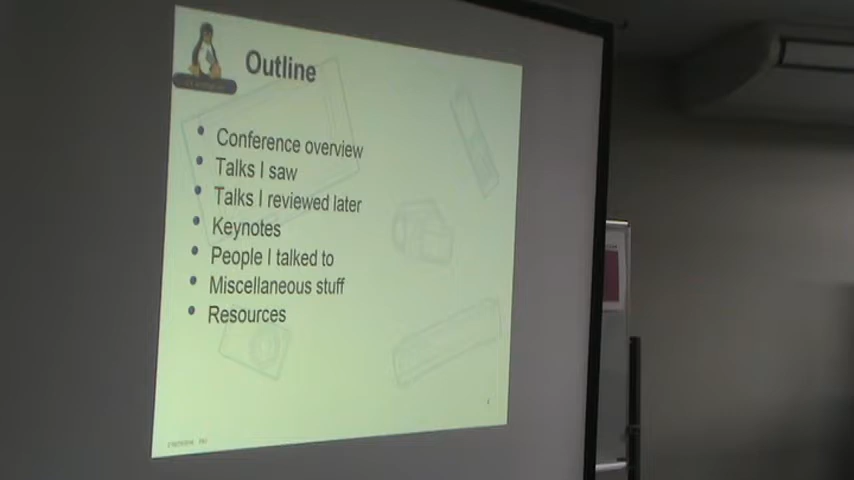 Outline
Conference overview
Talks I saw
Talks I reviewed later
Keynotes
People I talked to
Miscellaneous stuff
Resources